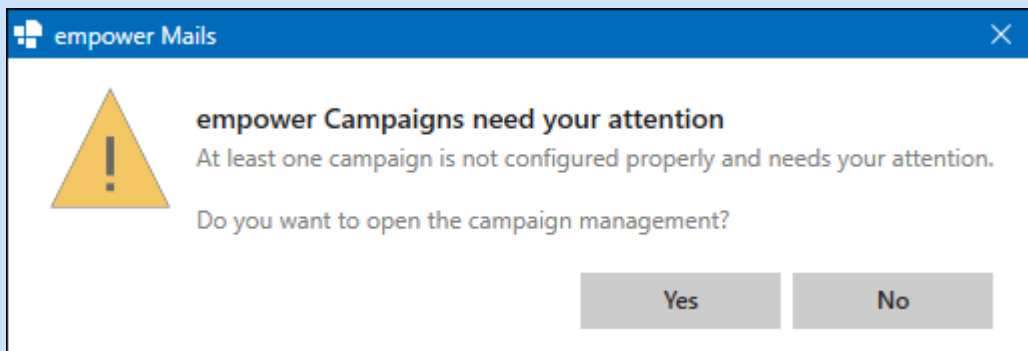 empower Mails
empower Campaigns need your attention
At least one campaign is not configured properly and needs your attention.
Do you want to open the campaign management?
Yes No